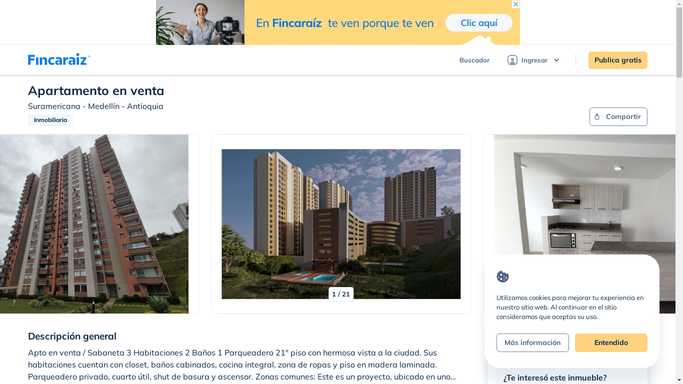 En Fincaraíz te ven porque te ven
Clic aquí
Fincaraíz
Buscador
Ingresar
Publica gratis
Apartamento en venta
Suramericana - Medellín - Antioquia
Inmobiliaria
Compartir
1 / 21
Utilizamos cookies para mejorar tu experiencia en
nuestro sitio web. Al continuar en el sitio
consideramos que aceptas su uso.
Más información
Entendido
Descripción general
Apto en venta / Sabaneta 3 Habitaciones 2 Baños 1 Parqueadero 21° piso con hermosa vista a la ciudad. Sus
habitaciones cuentan con closet, baños cabinados, cocina integral, zona de ropas y piso en madera laminada.
Parqueadero privado, cuarto útil, shut de basura y ascensor. Zonas comunes: Este es un proyecto, ubicado en uno...
¿Te interesó este inmueble?